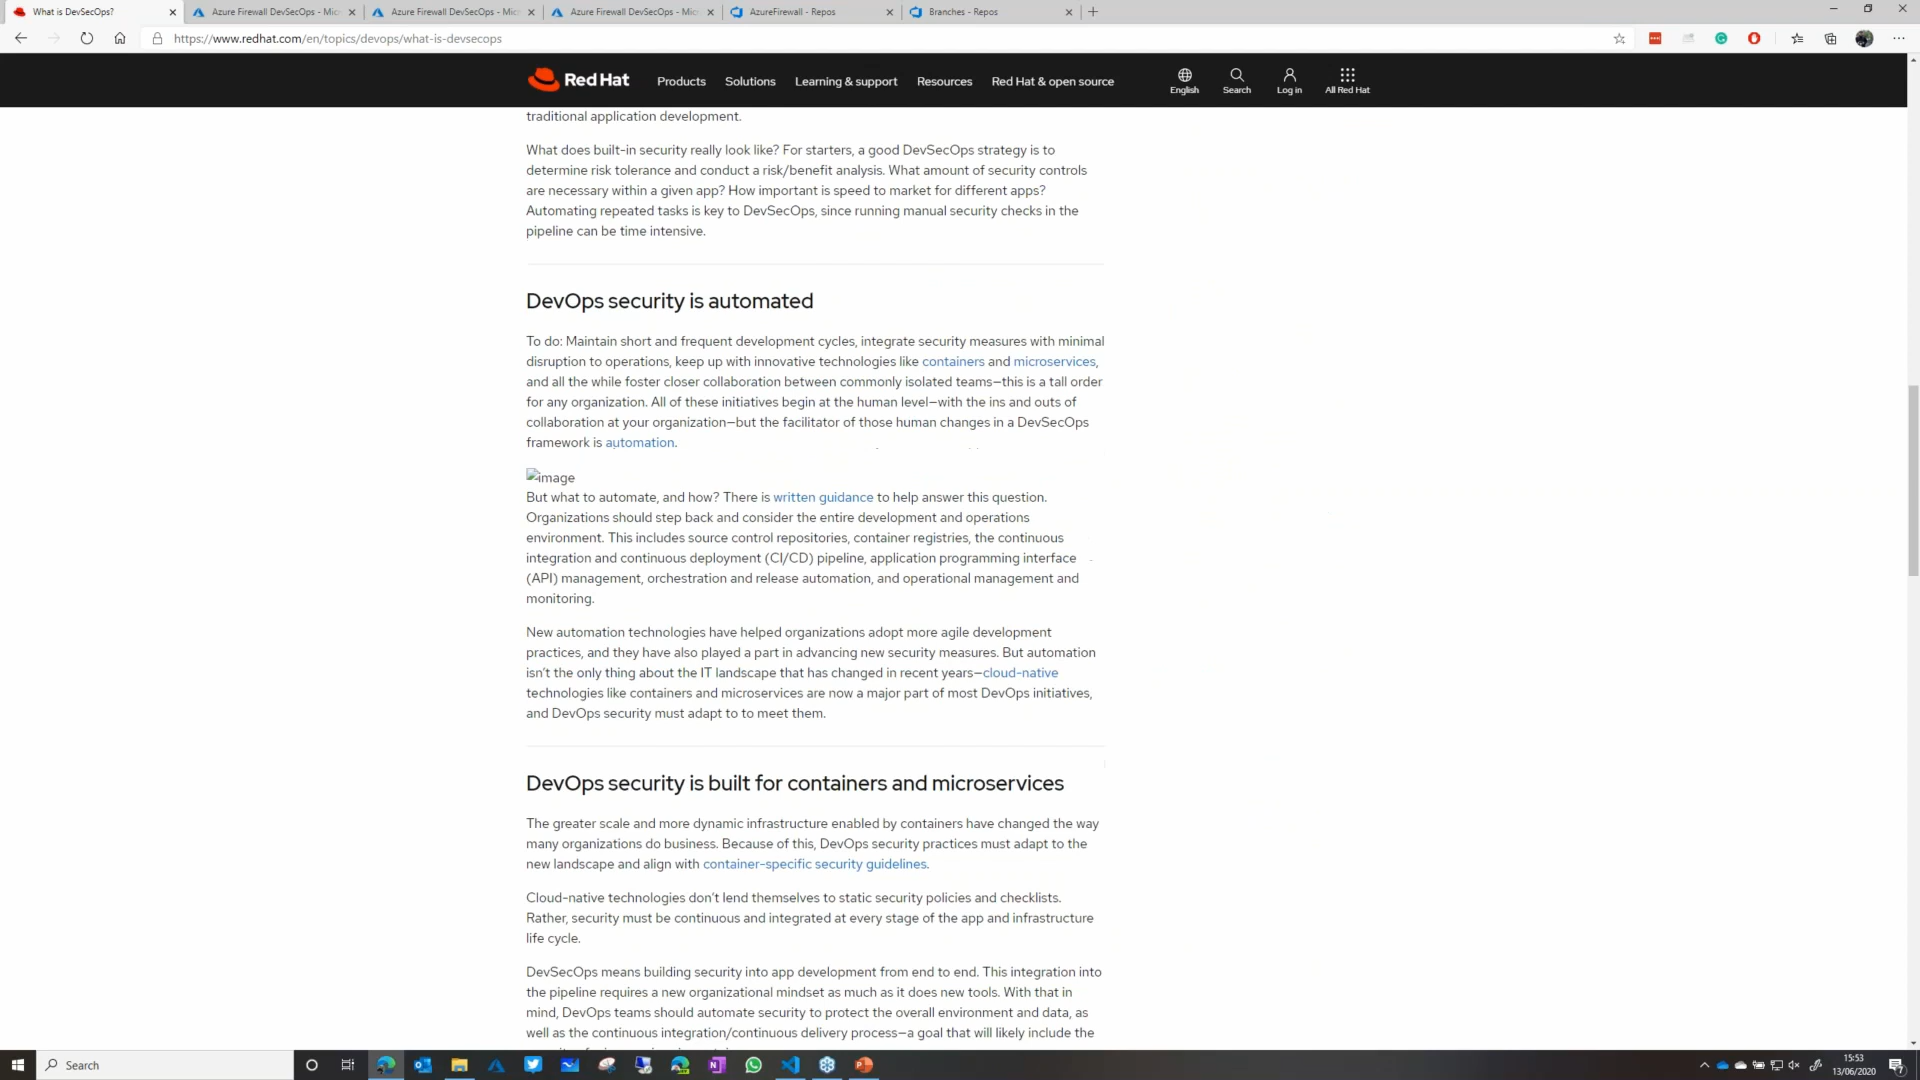 What is DevSecOps?
Azure Firewall DevSecOps - Mic
Azure Firewall DevSecOps - Mic
Azure Firewall DevSecOps - Mic
AzureFirewall - Repos
Branches - Repos
https://www.redhat.com/en/topics/devops/what-is-devsecops
Red Hat
Products
Solutions
Learning & support
Resources
Red Hat & open source
English
Search
Log in
All Red Hat
traditional application development.
What does built-in security really look like? For starters, a good DevSecOps strategy is to
determine risk tolerance and conduct a risk/benefit analysis. What amount of security controls
are necessary within a given app? How important is speed to market for different apps?
Automating repeated tasks is key to DevSecOps, since running manual security checks in the
pipeline can be time intensive.
DevOps security is automated
To do: Maintain short and frequent development cycles, integrate security measures with minimal
disruption to operations, keep up with innovative technologies like containers and microservices,
and all the while foster closer collaboration between commonly isolated teams—this is a tall order
for any organization. All of these initiatives begin at the human level—with the ins and outs of
collaboration at your organization—but the facilitator of those human changes in a DevSecOps
framework is automation.
image
But what to automate, and how? There is written guidance to help answer this question.
Organizations should step back and consider the entire development and operations
environment. This includes source control repositories, container registries, the continuous
integration and continuous deployment (CI/CD) pipeline, application programming interface
(API) management, orchestration and release automation, and operational management and
monitoring.
New automation technologies have helped organizations adopt more agile development
practices, and they have also played a part in advancing new security measures. But automation
isn't the only thing about the IT landscape that has changed in recent years—cloud-native
technologies like containers and microservices are now a major part of most DevOps initiatives,
and DevOps security must adapt to to meet them.
DevOps security is built for containers and microservices
The greater scale and more dynamic infrastructure enabled by containers have changed the way
many organizations do business. Because of this, DevOps security practices must adapt to the
new landscape and align with container-specific security guidelines.
Cloud-native technologies don't lend themselves to static security policies and checklists.
Rather, security must be continuous and integrated at every stage of the app and infrastructure
life cycle.
DevSecOps means building security into app development from end to end. This integration into
the pipeline requires a new organizational mindset as much as it does new tools. With that in
mind, DevOps teams should automate security to protect the overall environment and data, as
well as the continuous integration/continuous delivery process—a goal that will likely include the
Search
15:53
13/06/2020